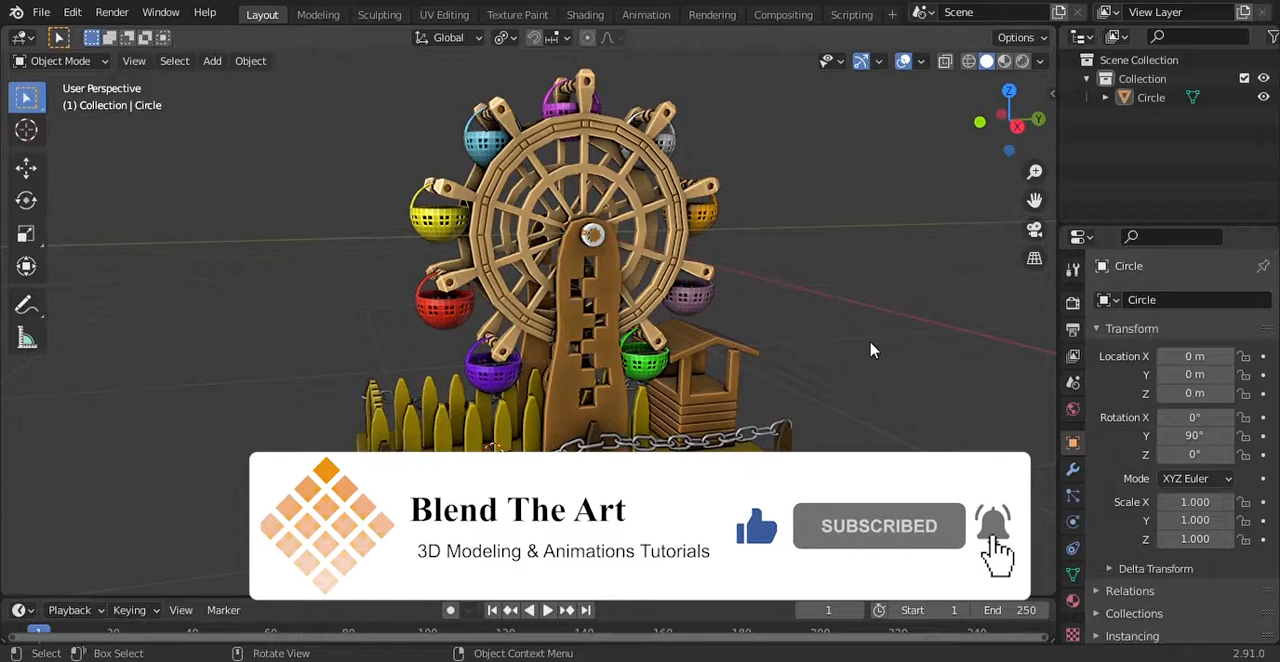 File Edit Render Window Help Layout Modeling Sculpting UV Editing Texture Paint Shading Animation Rendering Compositing Scripting + Scene View Layer
Global Options
Object Mode View Select Add Object
User Perspective
(1) Collection | Circle
Z
Y
X
Scene Collection
Collection
Circle
Circle
Circle
Transform
Location X 0 m
Y 0 m
Z 0 m
Rotation X 0°
Y 90°
Z 0°
Mode XYZ Euler
Scale X 1.000
Y 1.000
Z 1.000
Delta Transform
Relations
Collections
Instancing
Blend The Art
3D Modeling & Animations Tutorials
SUBSCRIBED
Playback Keying View Marker 1 Start 1 End 250
1
Select Box Select Rotate View Object Context Menu 2.91.0